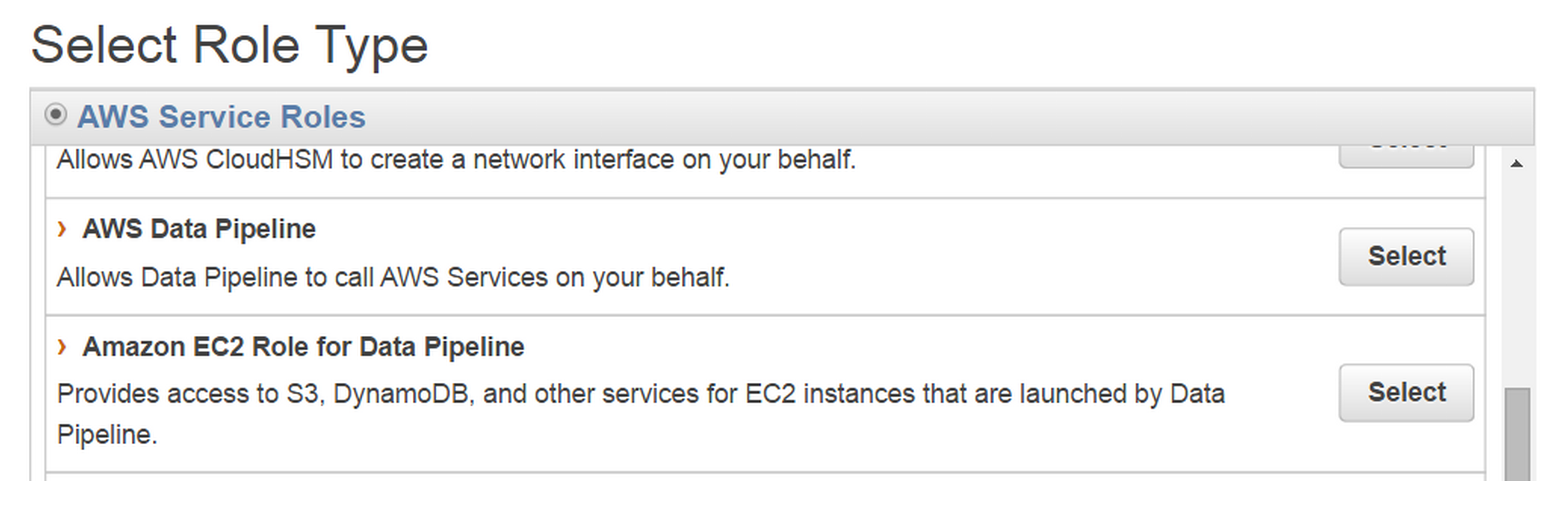 Select Role Type
AWS Service Roles
Allows AWS CloudHSM to create a network interface on your behalf.
AWS Data Pipeline
Allows Data Pipeline to call AWS Services on your behalf.
Select
Amazon EC2 Role for Data Pipeline
Provides access to S3, DynamoDB, and other services for EC2 instances that are launched by Data
Pipeline.
Select